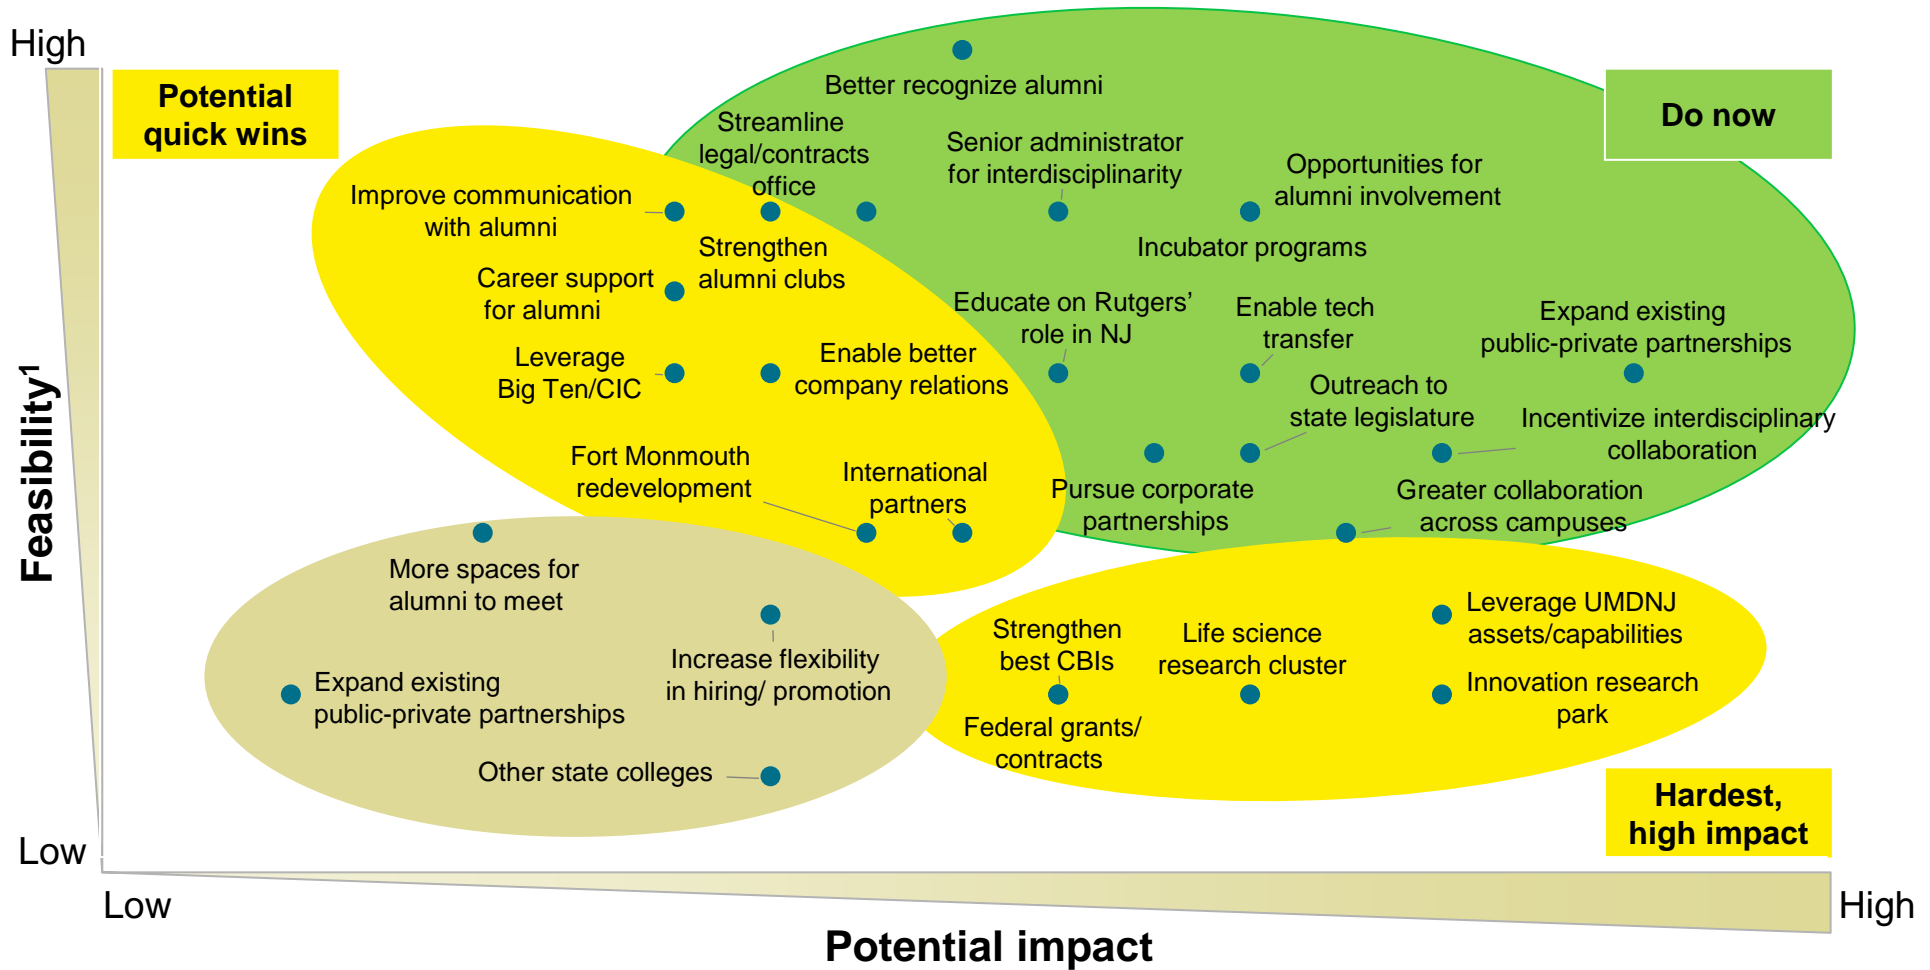 High
Potential
quick wins
Better recognize alumni
Do now
Streamline
legal/contracts
office
Senior administrator
for interdisciplinarity
Opportunities for
alumni involvement
Improve communication
with alumni
Strengthen
alumni clubs
Incubator programs
Career support
for alumni
Educate on Rutgers’
role in NJ
Enable tech
transfer
Expand existing
public-private partnerships
Leverage
Big Ten/CIC
Enable better
company relations
Outreach to
state legislature
Incentivize interdisciplinary
collaboration
Fort Monmouth
redevelopment
International
partners
Pursue corporate
partnerships
Greater collaboration
across campuses
Feasibility¹
More spaces for
alumni to meet
Increase flexibility
in hiring/ promotion
Strengthen
best CBIs
Life science
research cluster
Leverage UMDNJ
assets/capabilities
Expand existing
public-private partnerships
Innovation research
park
Federal grants/
contracts
Other state colleges
Hardest,
high impact
Low
Low
High
Potential impact